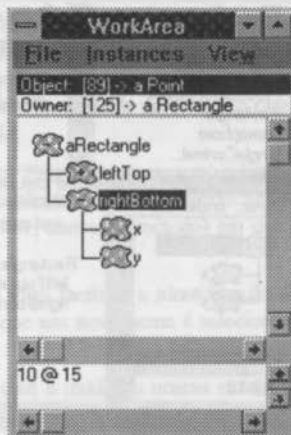 WorkArea
File Instances View
Object: [89] -> a Point
Owner: [125] -> a Rectangle
aRectangle
leftTop
rightBottom
x
y
10 @ 15